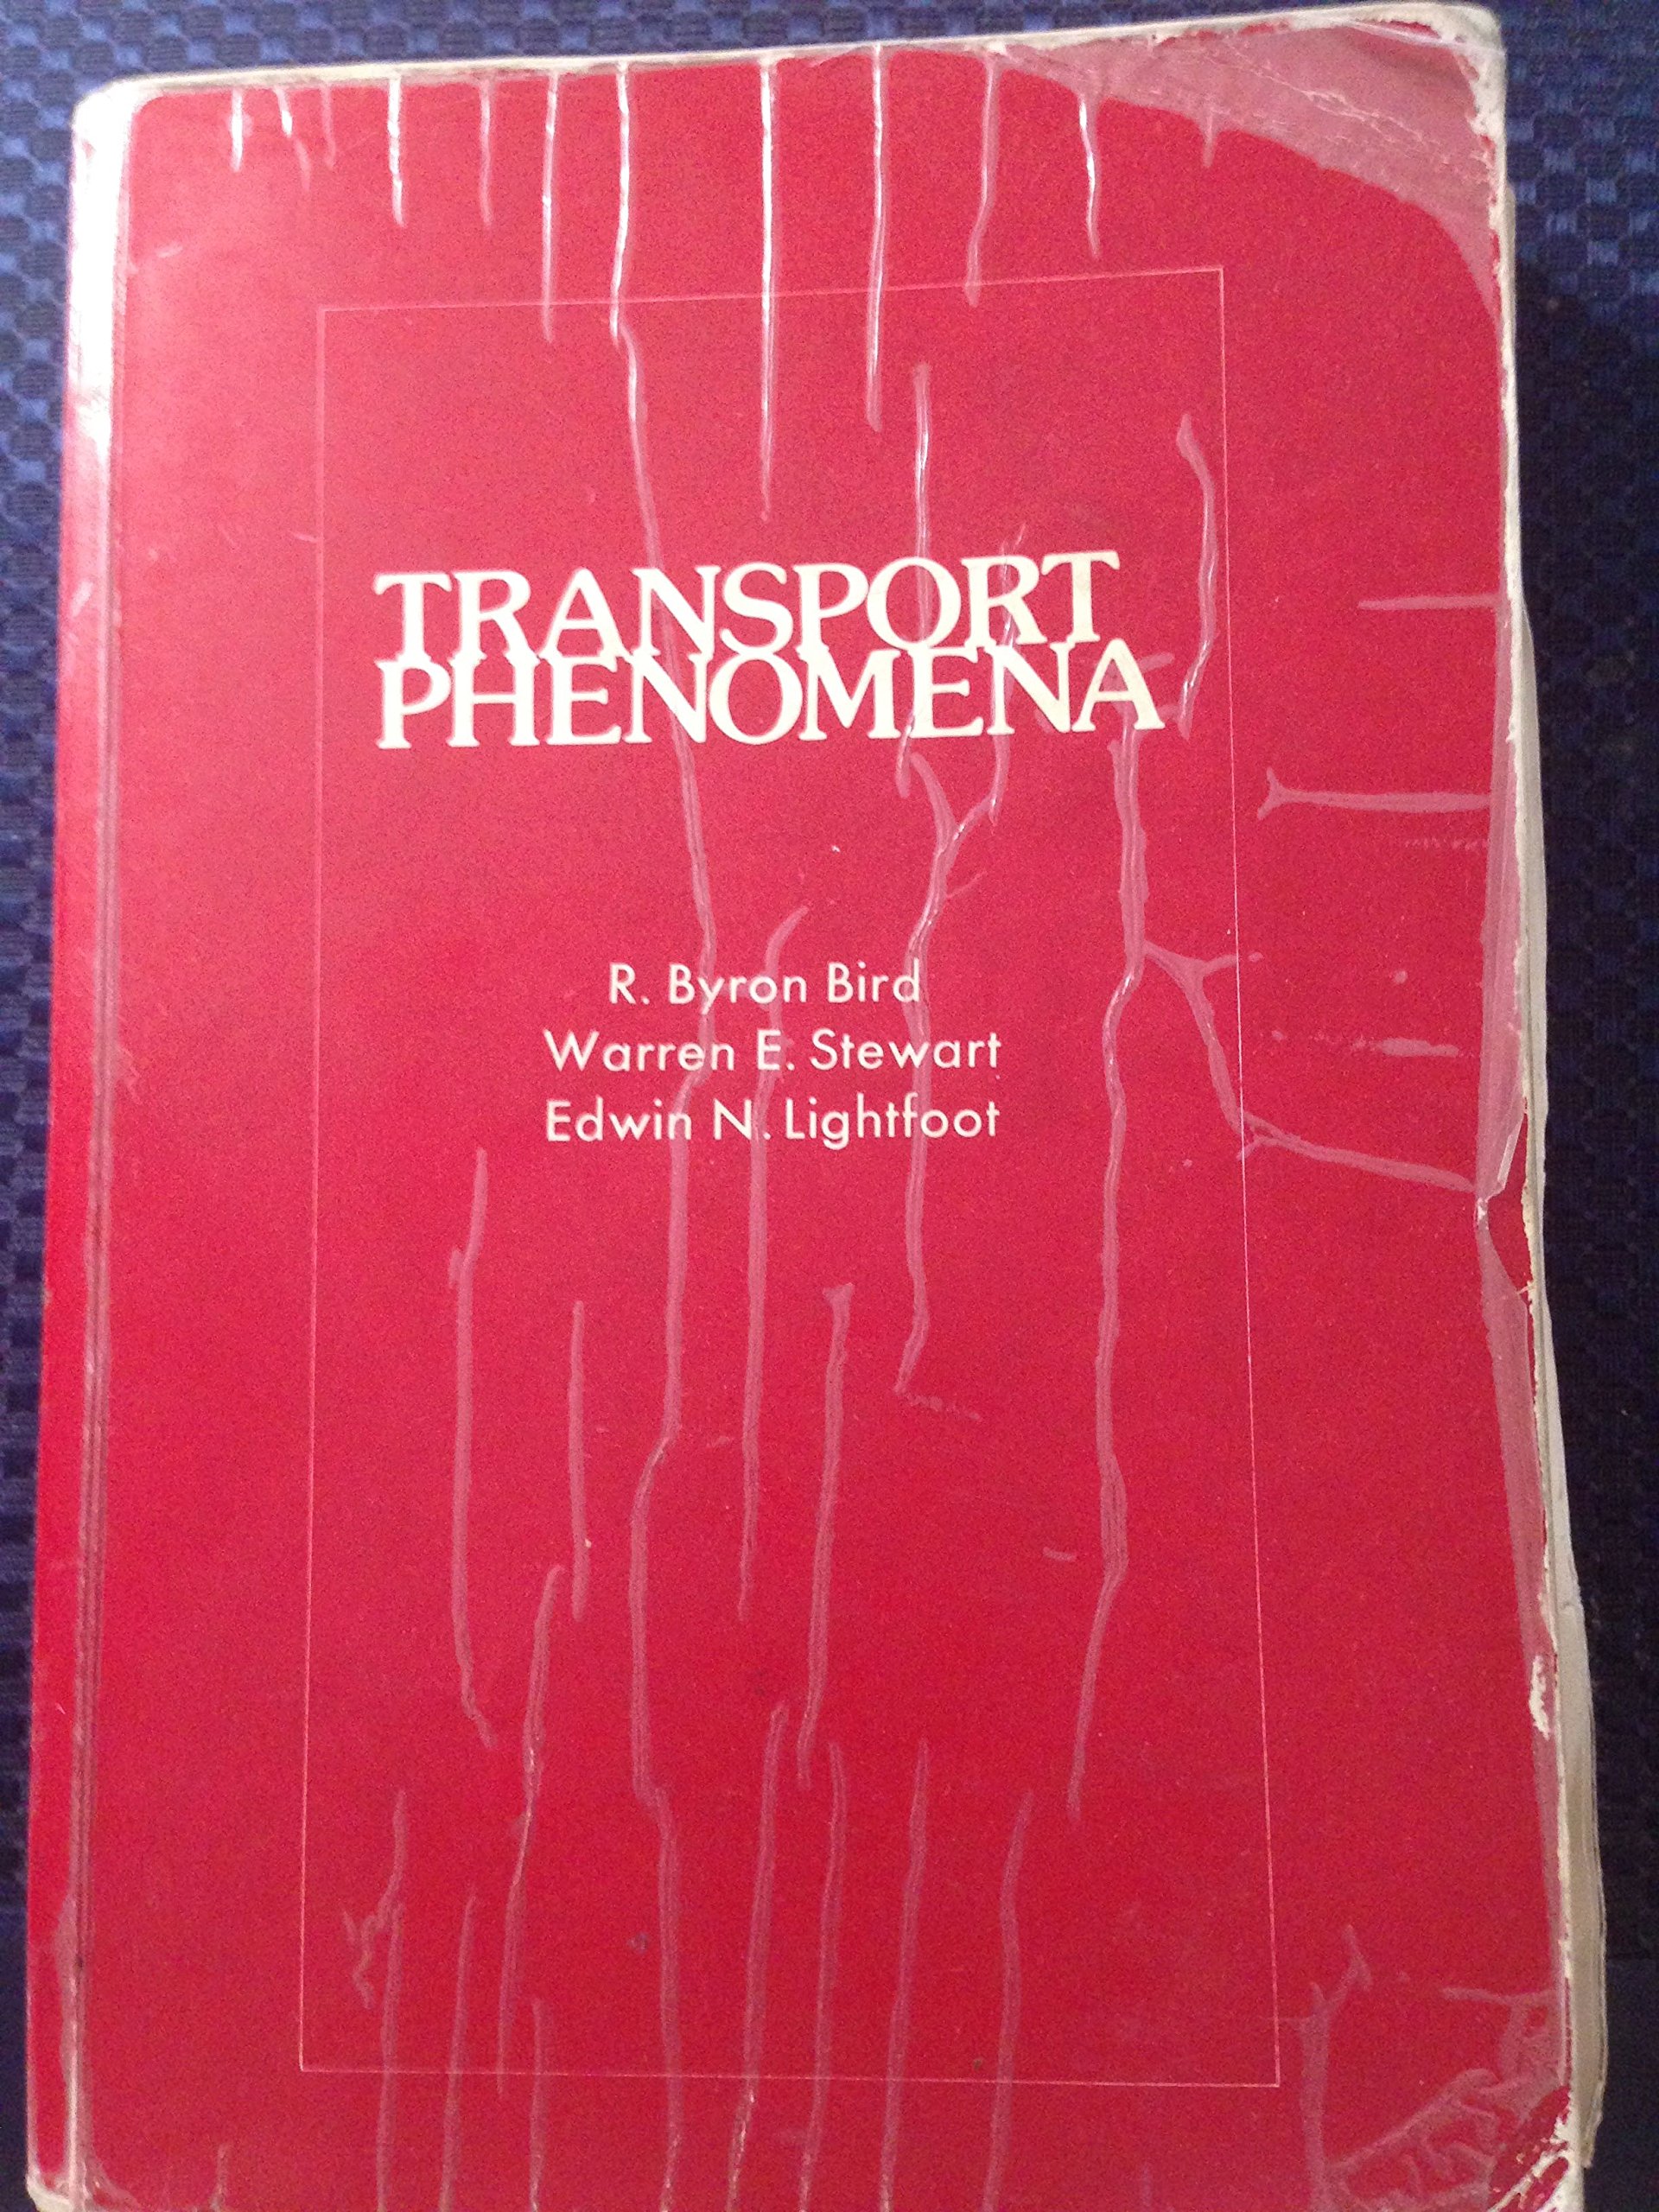 TRANSPORT
PHENOMENA
R. Byron Bird
Warren E. Stewart
Edwin N. Lightfoot